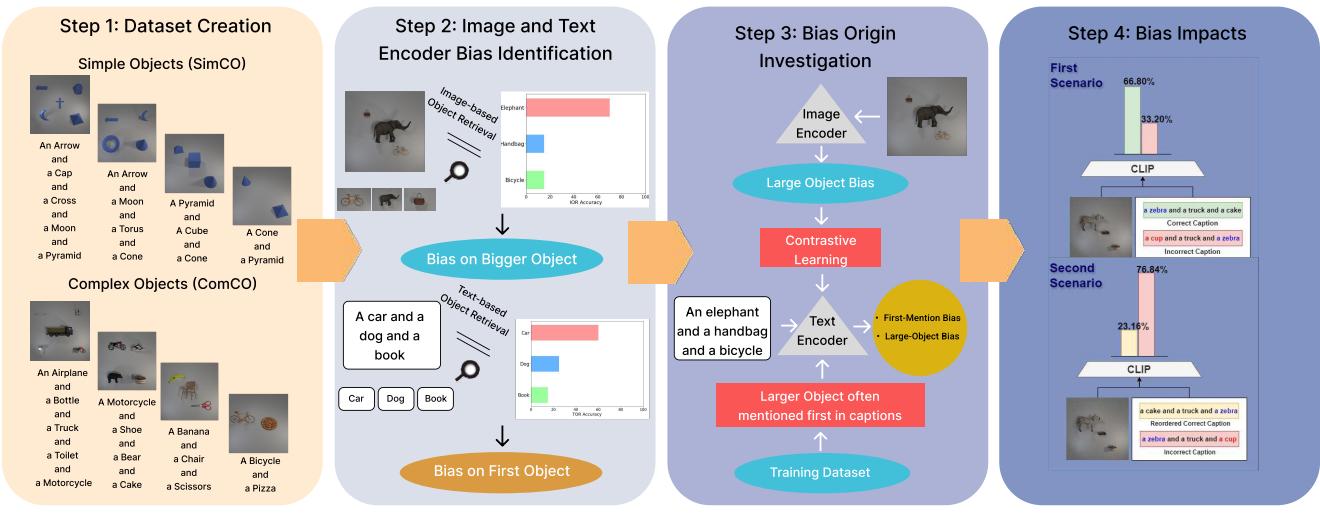 Step 1: Dataset Creation
Simple Objects (SimCO)
An Arrow
and
a Cap
and
a Cross
and
a Moon
and
a Pyramid
An Arrow
and
a Moon
and
a Torus
and
a Cone
A Pyramid
and
A Cube
and
a Cone
A Cone
and
a Pyramid
Complex Objects (ComCO)
An Airplane
and
a Bottle
and
a Truck
and
a Toilet
and
a Motorcycle
A Motorcycle
and
a Shoe
and
a Bear
and
a Cake
A Banana
and
a Chair
and
a Scissors
A Bicycle
and
a Pizza
Step 2: Image and Text
Encoder Bias Identification
Image-based
Object Retrieval
Elephant
Handbag
Bicycle
0 20 40 60 80 100
IOR Accuracy
Bias on Bigger Object
Text-based
Object Retrieval
A car and a
dog and a
book
Car Dog Book
Car
Dog
Book
0 20 40 60 80 100
TOR Accuracy
Bias on First Object
Step 3: Bias Origin
Investigation
Image
Encoder
Large Object Bias
Contrastive
Learning
An elephant
and a handbag
and a bicycle
Text
Encoder
• First-Mention Bias
• Large-Object Bias
Larger Object often
mentioned first in captions
Training Dataset
Step 4: Bias Impacts
First
Scenario
66.80%
33.20%
CLIP
a zebra and a truck and a cake
Correct Caption
a cup and a truck and a zebra
Incorrect Caption
Second
Scenario
76.84%
23.16%
CLIP
a cake and a truck and a zebra
Reordered Correct Caption
a zebra and a truck and a cup
Incorrect Caption